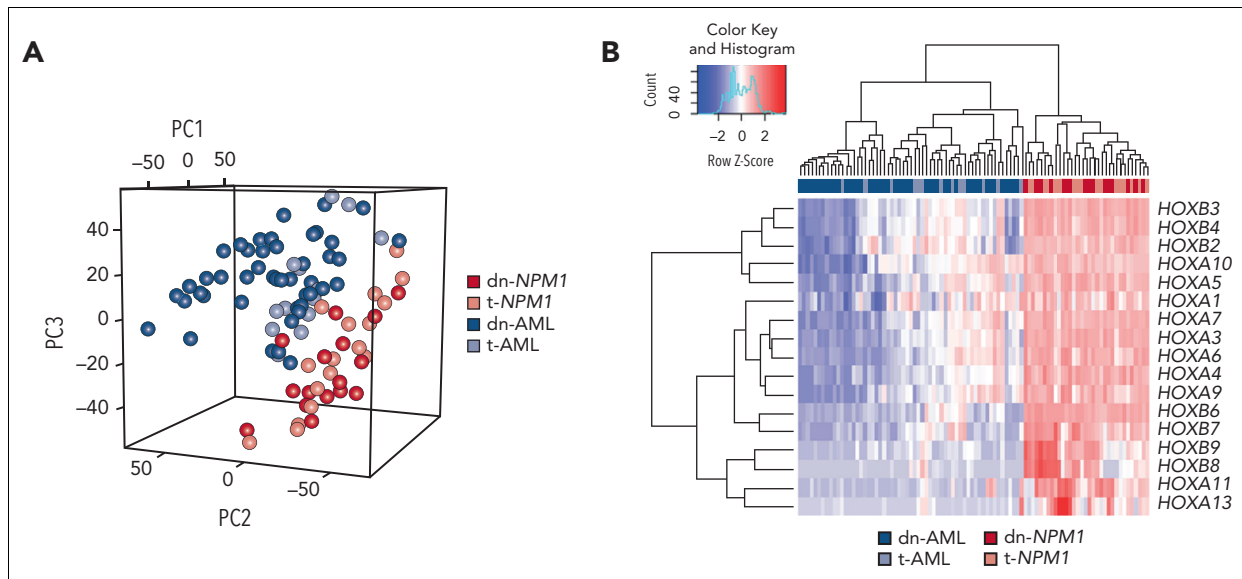 A
PC1
−50 0 50
40
20
0
−20
−40
PC3
50
0
−50
PC2
dn-NPM1
t-NPM1
dn-AML
t-AML
B
Color Key
and Histogram
Count
0 40
−2 0 2
Row Z-Score
HOXB3
HOXB4
HOXB2
HOXA10
HOXA5
HOXA1
HOXA7
HOXA3
HOXA6
HOXA4
HOXA9
HOXB6
HOXB7
HOXB9
HOXB8
HOXA11
HOXA13
dn-AML dn-NPM1
t-AML t-NPM1